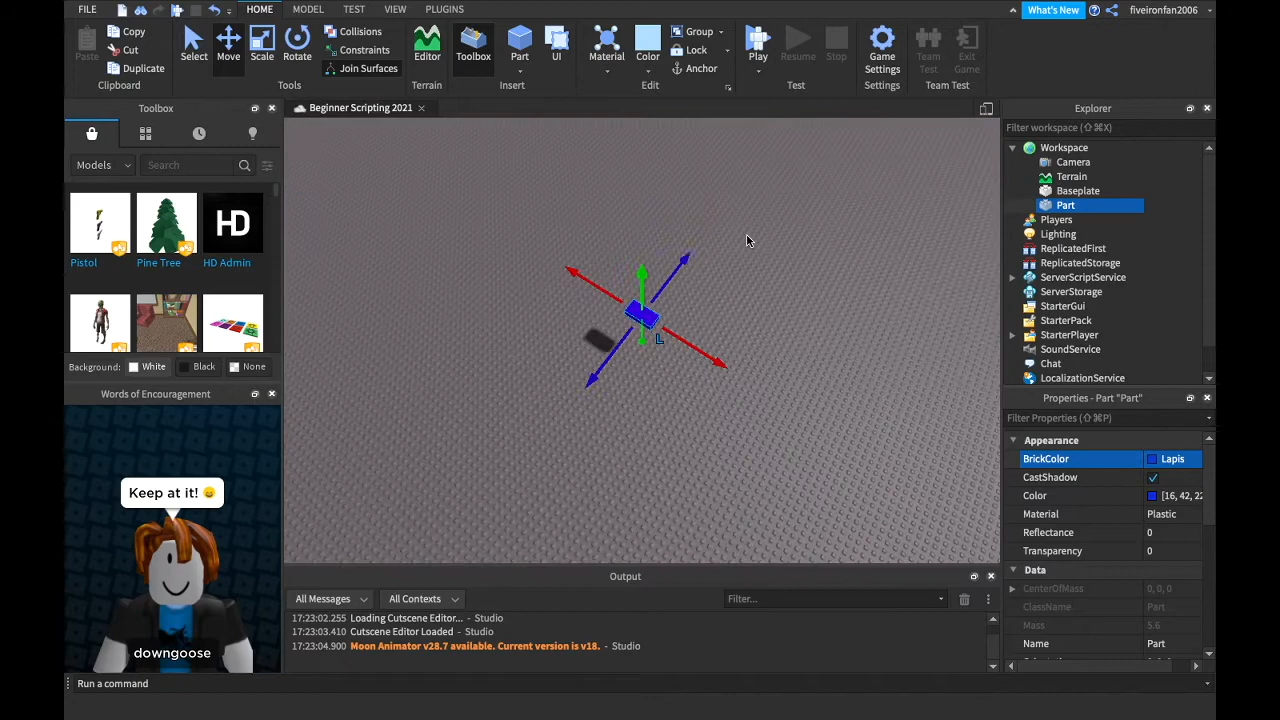 FILE HOME MODEL TEST VIEW PLUGINS What's New fiveironfan2006
Paste Copy Cut Duplicate Clipboard
Select Move Scale Rotate Collisions Constraints Join Surfaces Tools
Editor Terrain
Toolbox Part UI Insert
Material Color Group Lock Anchor Edit
Play Resume Stop Test
Game Settings Settings
Team Test Exit Game Team Test
Toolbox
Models Search
HD
Pistol Pine Tree HD Admin
Background: White Black None
Words of Encouragement
Keep at it!
downgoose
Beginner Scripting 2021
L
Output
All Messages All Contexts Filter...
17:23:02.255 Loading Cutscene Editor... - Studio
17:23:03.410 Cutscene Editor Loaded - Studio
17:23:04.900 Moon Animator v28.7 available. Current version is v18. - Studio
Explorer
Filter workspace (⇧⌘X)
Workspace
Camera
Terrain
Baseplate
Part
Players
Lighting
ReplicatedFirst
ReplicatedStorage
ServerScriptService
ServerStorage
StarterGui
StarterPack
StarterPlayer
SoundService
Chat
LocalizationService
Properties - Part "Part"
Filter Properties (⇧⌘P)
Appearance
BrickColor Lapis
CastShadow
Color [16, 42, 22
Material Plastic
Reflectance 0
Transparency 0
Data
CenterOfMass 0, 0, 0
ClassName Part
Mass 5.6
Name Part
Run a command